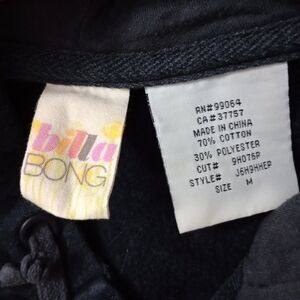 billa
BONG
RN#99064
CA#37757
MADE IN CHINA
70% COTTON
30% POLYESTER
CUT# 9H076P
STYLE# J6H9HHEP
SIZE M